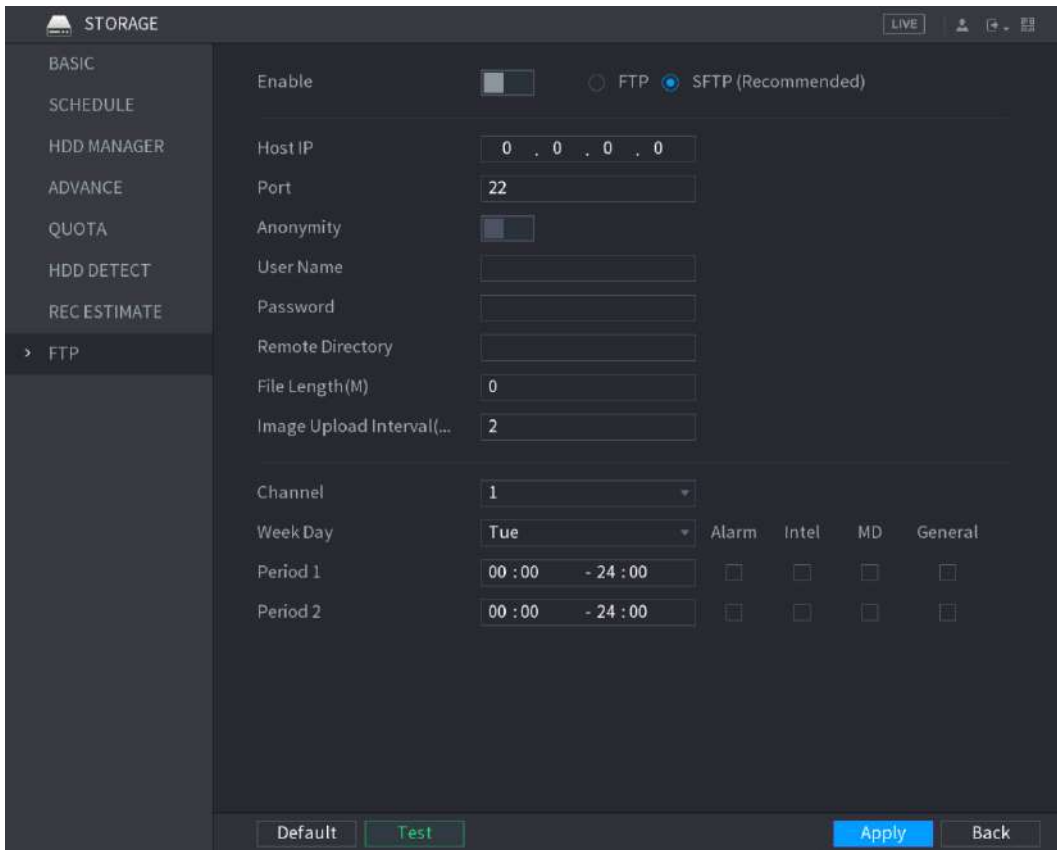 STORAGE LIVE
BASIC
SCHEDULE
HDD MANAGER
ADVANCE
QUOTA
HDD DETECT
REC ESTIMATE
> FTP
Enable FTP SFTP (Recommended)
Host IP 0 . 0 . 0 . 0
Port 22
Anonymity
User Name
Password
Remote Directory
File Length(M) 0
Image Upload Interval(... 2
Channel 1
Week Day Tue Alarm Intel MD General
Period 1 00 :00 - 24 :00
Period 2 00 :00 - 24 :00
Default Test Apply Back